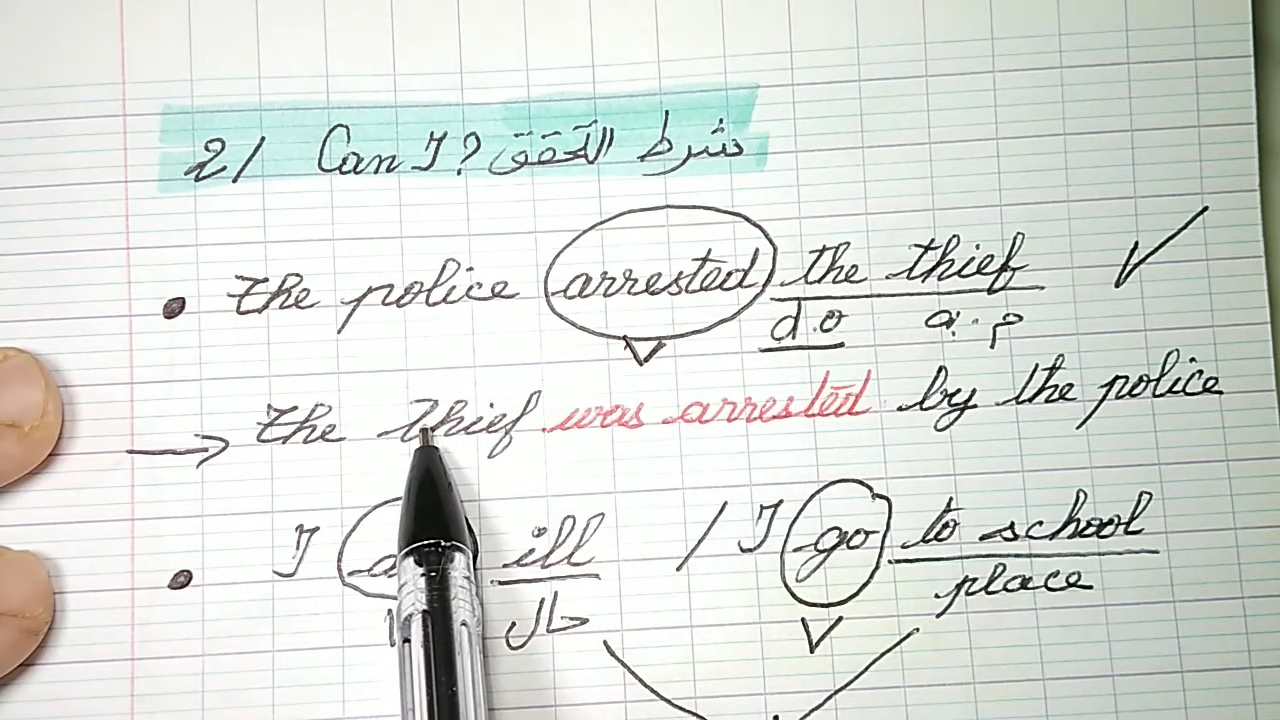 2/ Can I? شرط التحقق
• The police arrested the thief ✓
V d.o م.به
→ The thief was arrested by the police
• I ill / I go to school
حال V place